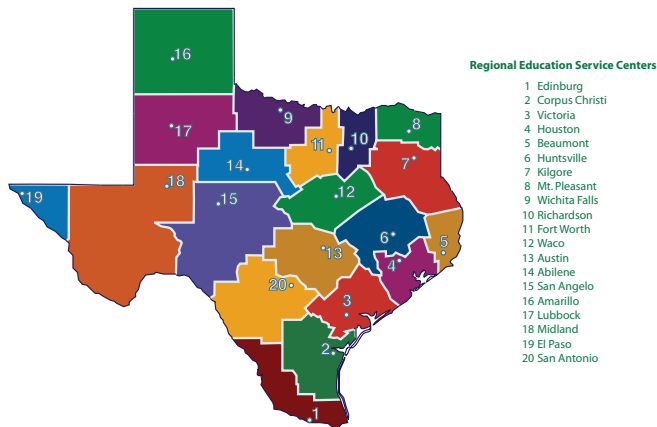 16
Regional Education Service Centers
1 Edinburg
2 Corpus Christi
3 Victoria
4 Houston
5 Beaumont
6 Huntsville
7 Kilgore
8 Mt. Pleasant
9 Wichita Falls
10 Richardson
11 Fort Worth
12 Waco
13 Austin
14 Abilene
15 San Angelo
16 Amarillo
17 Lubbock
18 Midland
19 El Paso
20 San Antonio
9
8
17
11
10
14
7
18
12
19
15
6
5
13
4
20
3
2
1